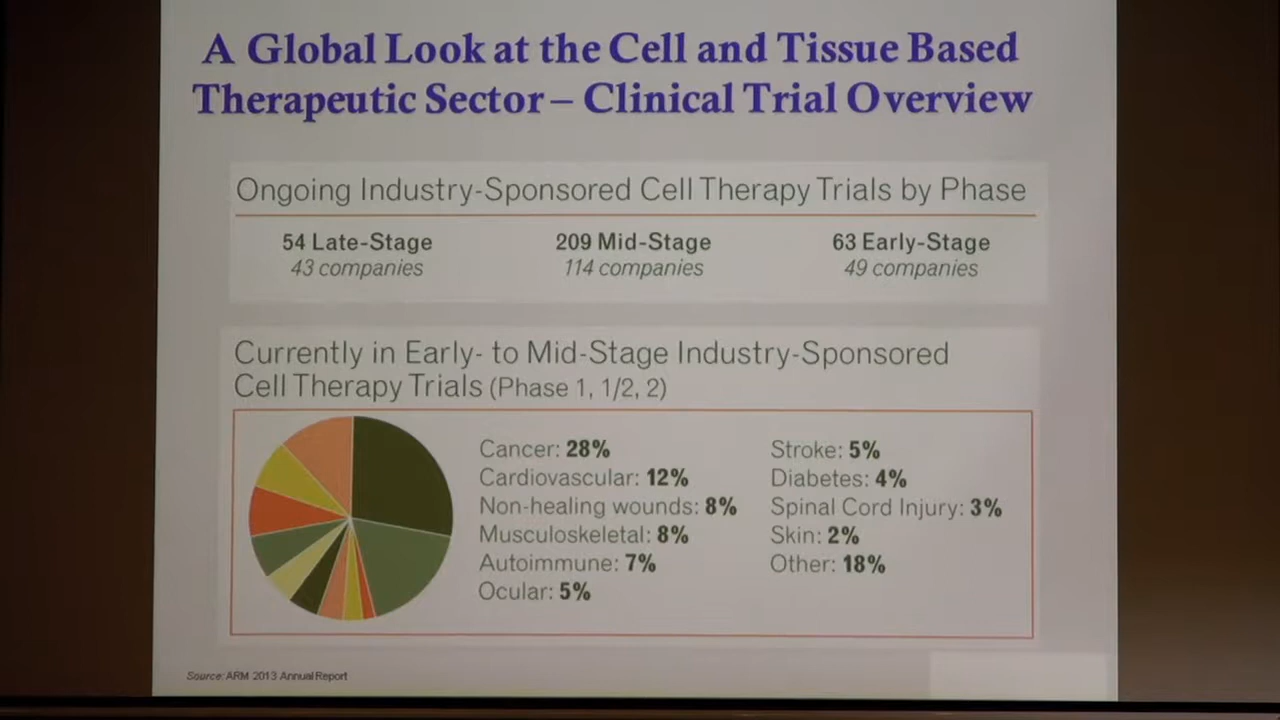 A Global Look at the Cell and Tissue Based
Therapeutic Sector – Clinical Trial Overview
Ongoing Industry-Sponsored Cell Therapy Trials by Phase
54 Late-Stage
43 companies
209 Mid-Stage
114 companies
63 Early-Stage
49 companies
Currently in Early- to Mid-Stage Industry-Sponsored
Cell Therapy Trials (Phase 1, 1/2, 2)
Cancer: 28%
Cardiovascular: 12%
Non-healing wounds: 8%
Musculoskeletal: 8%
Autoimmune: 7%
Ocular: 5%
Stroke: 5%
Diabetes: 4%
Spinal Cord Injury: 3%
Skin: 2%
Other: 18%
Source: ARM 2013 Annual Report